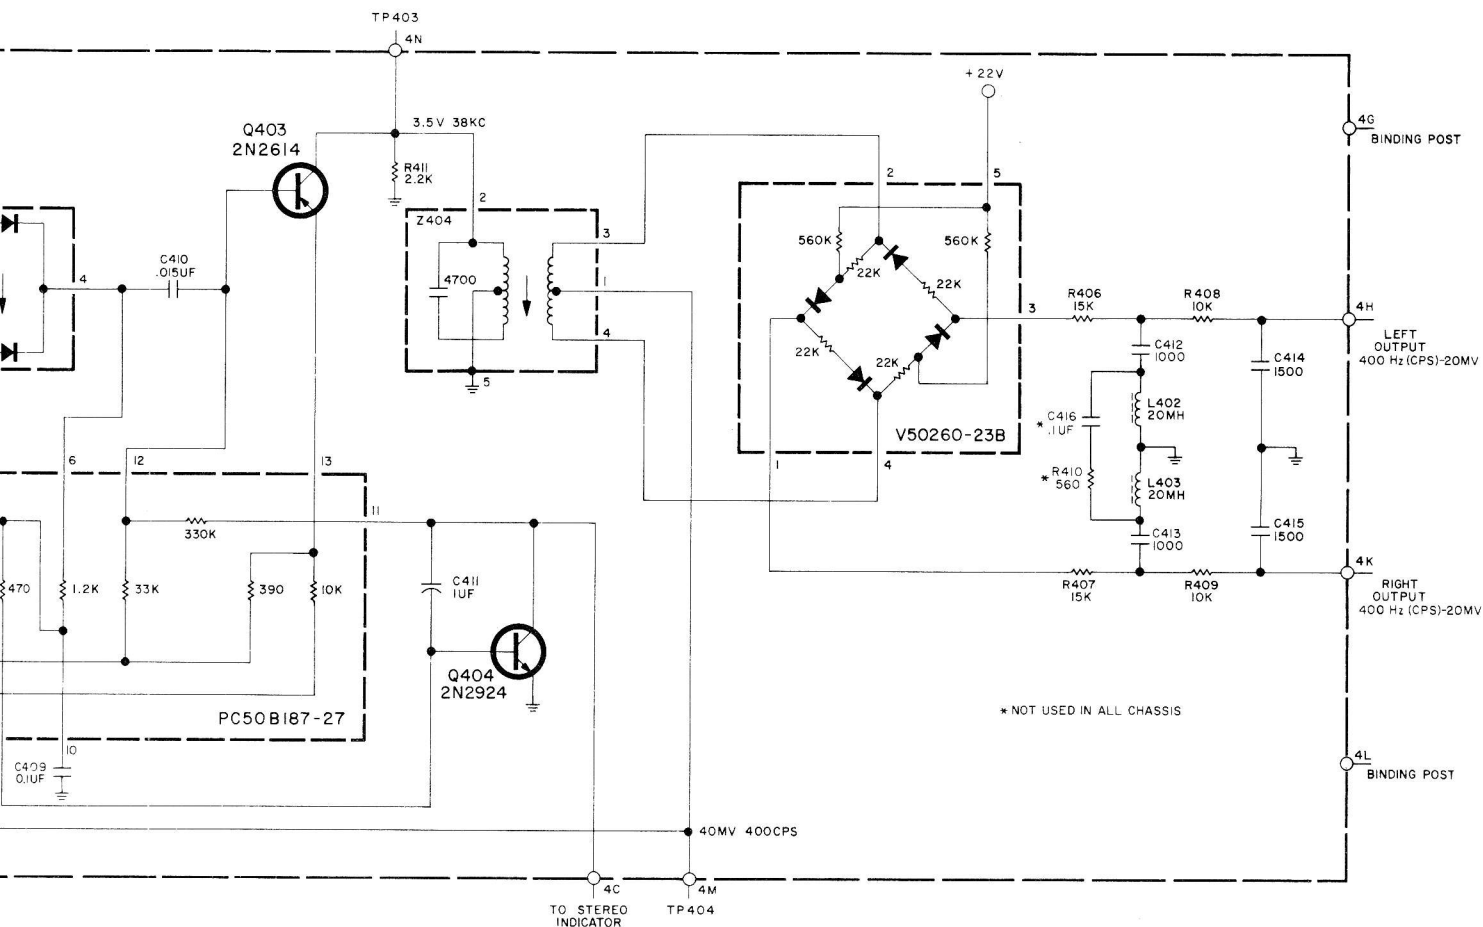 TP403
4N
+22V
3.5V 38KC
Q403
2N2614
4G
BINDING POST
R411
2.2K
2
2
5
Z404
3
560K
560K
22K
22K
C410
.015UF
4
4700
1
3
R406
15K
R408
10K
4H
LEFT
OUTPUT
400 Hz (CPS)-20MV
4
22K
22K
C412
1000
C414
1500
5
L402
20MH
* C416
.1UF
V50260-23B
6
12
13
1
4
* R410
560
L403
20MH
11
330K
C415
1500
C413
1000
4K
RIGHT
OUTPUT
400 Hz (CPS)-20MV
470
1.2K
33K
390
10K
C411
1UF
R407
15K
R409
10K
Q404
2N2924
PC50B187-27
* NOT USED IN ALL CHASSIS
10
C409
0.1UF
4L
BINDING POST
40MV 400CPS
4C
4M
TO STEREO
INDICATOR
TP404